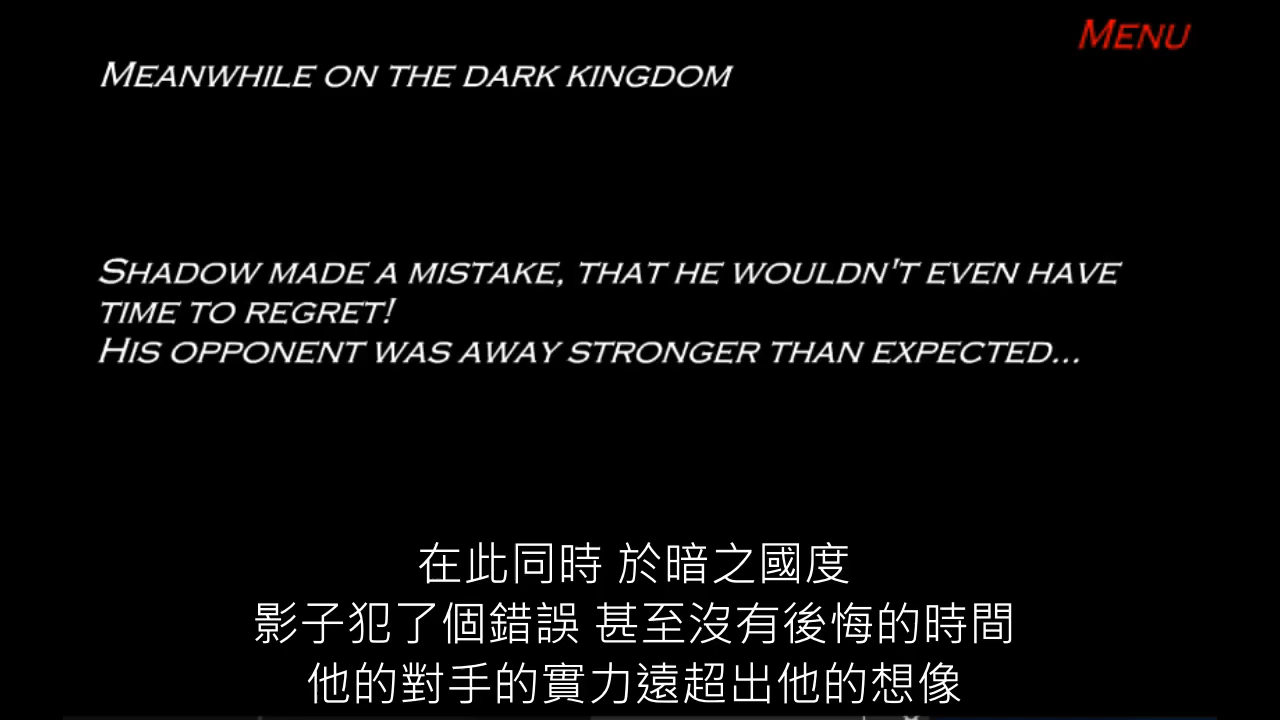 MENU
MEANWHILE ON THE DARK KINGDOM
SHADOW MADE A MISTAKE, THAT HE WOULDN'T EVEN HAVE
TIME TO REGRET!
HIS OPPONENT WAS AWAY STRONGER THAN EXPECTED...
在此同時 於暗之國度
影子犯了個錯誤 甚至沒有後悔的時間
他的對手的實力遠超出他的想像